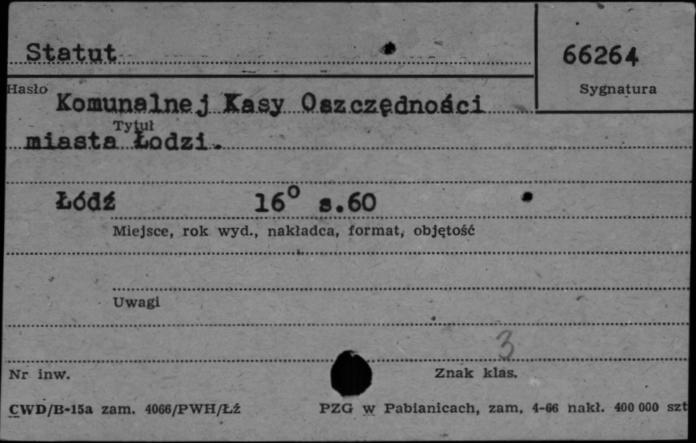 Statut
66264
Hasło
Sygnatura
Komunalnej Kasy Oszczędności
Tytuł
miasta Łodzi.
Łódź 16° s.60
Miejsce, rok wyd., nakładca, format, objętość
Uwagi
3
Nr inw.
Znak klas.
CWD/B-15a zam. 4066/PWH/Łź
PZG w Pabianicach, zam. 4-66 nakł. 400 000 szt